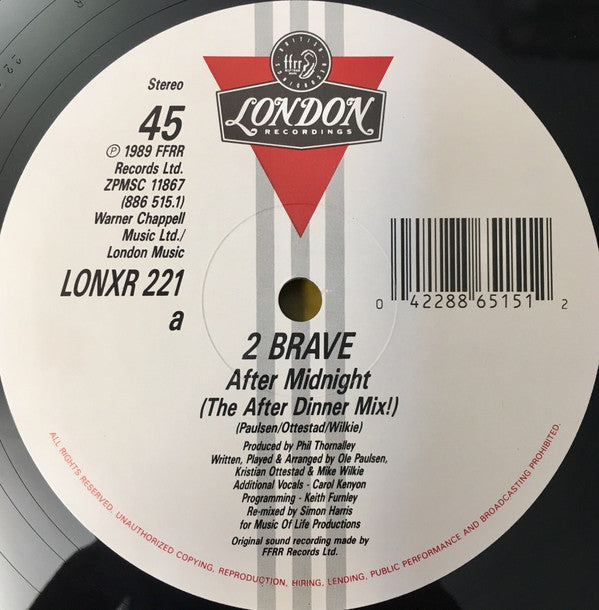 ffrr
LONDON
RECORDINGS
Stereo
45
℗ 1989 FFRR
Records Ltd.
ZPMSC 11867
(886 515.1)
Warner Chappell
Music Ltd./
London Music
LONXR 221
a
0 42288 65151 2
2 BRAVE
After Midnight
(The After Dinner Mix!)
(Paulsen/Ottestad/Wilkie)
Produced by Phil Thornalley
Written, Played & Arranged by Ole Paulsen,
Kristian Ottestad & Mike Wilkie
Additional Vocals - Carol Kenyon
Programming - Keith Furnley
Re-mixed by Simon Harris
for Music Of Life Productions
Original sound recording made by
FFRR Records Ltd.
ALL RIGHTS RESERVED. UNAUTHORIZED COPYING, REPRODUCTION, HIRING, LENDING, PUBLIC PERFORMANCE AND BROADCASTING PROHIBITED.